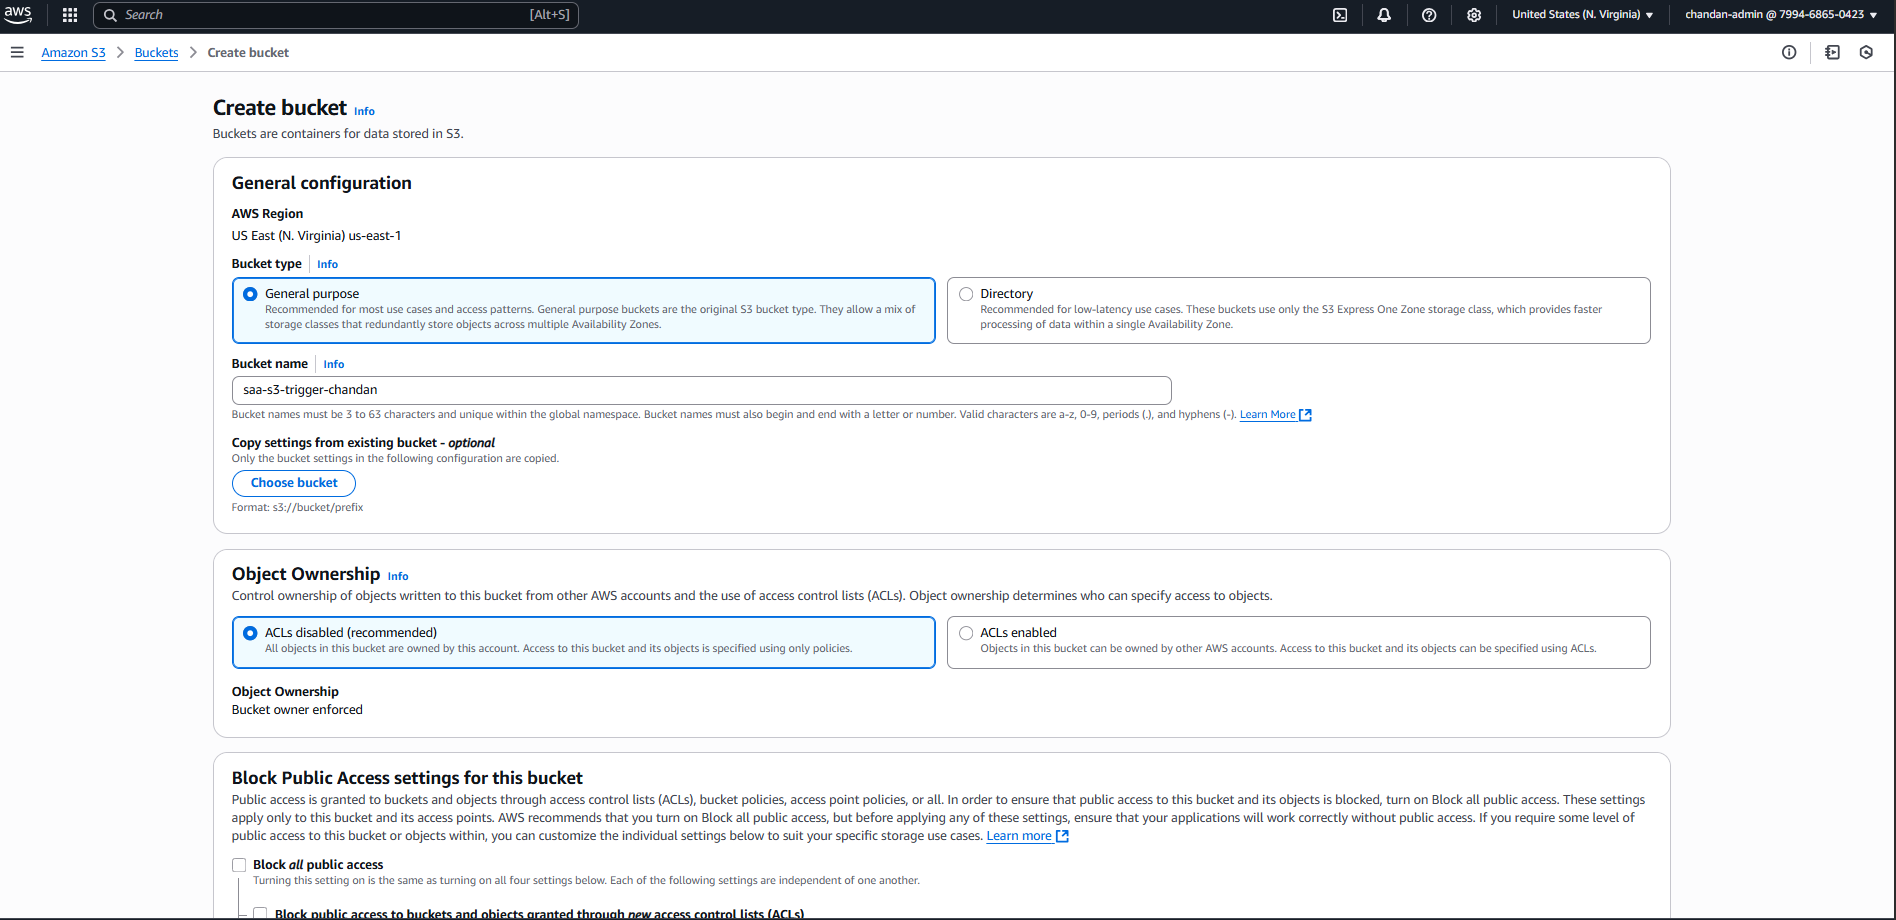 aws
Search [Alt+S]
United States (N. Virginia) ▼
chandan-admin @ 7994-6865-0423 ▼
Amazon S3 > Buckets > Create bucket
Create bucket Info
Buckets are containers for data stored in S3.
General configuration
AWS Region
US East (N. Virginia) us-east-1
Bucket type Info
General purpose
Recommended for most use cases and access patterns. General purpose buckets are the original S3 bucket type. They allow a mix of
storage classes that redundantly store objects across multiple Availability Zones.
Directory
Recommended for low-latency use cases. These buckets use only the S3 Express One Zone storage class, which provides faster
processing of data within a single Availability Zone.
Bucket name Info
saa-s3-trigger-chandan
Bucket names must be 3 to 63 characters and unique within the global namespace. Bucket names must also begin and end with a letter or number. Valid characters are a-z, 0-9, periods (.), and hyphens (-). Learn More
Copy settings from existing bucket - optional
Only the bucket settings in the following configuration are copied.
Choose bucket
Format: s3://bucket/prefix
Object Ownership Info
Control ownership of objects written to this bucket from other AWS accounts and the use of access control lists (ACLs). Object ownership determines who can specify access to objects.
ACLs disabled (recommended)
All objects in this bucket are owned by this account. Access to this bucket and its objects is specified using only policies.
ACLs enabled
Objects in this bucket can be owned by other AWS accounts. Access to this bucket and its objects can be specified using ACLs.
Object Ownership
Bucket owner enforced
Block Public Access settings for this bucket
Public access is granted to buckets and objects through access control lists (ACLs), bucket policies, access point policies, or all. In order to ensure that public access to this bucket and its objects is blocked, turn on Block all public access. These settings
apply only to this bucket and its access points. AWS recommends that you turn on Block all public access, but before applying any of these settings, ensure that your applications will work correctly without public access. If you require some level of
public access to this bucket or objects within, you can customize the individual settings below to suit your specific storage use cases. Learn more
Block all public access
Turning this setting on is the same as turning on all four settings below. Each of the following settings are independent of one another.
Block public access to buckets and objects granted through new access control lists (ACLs)